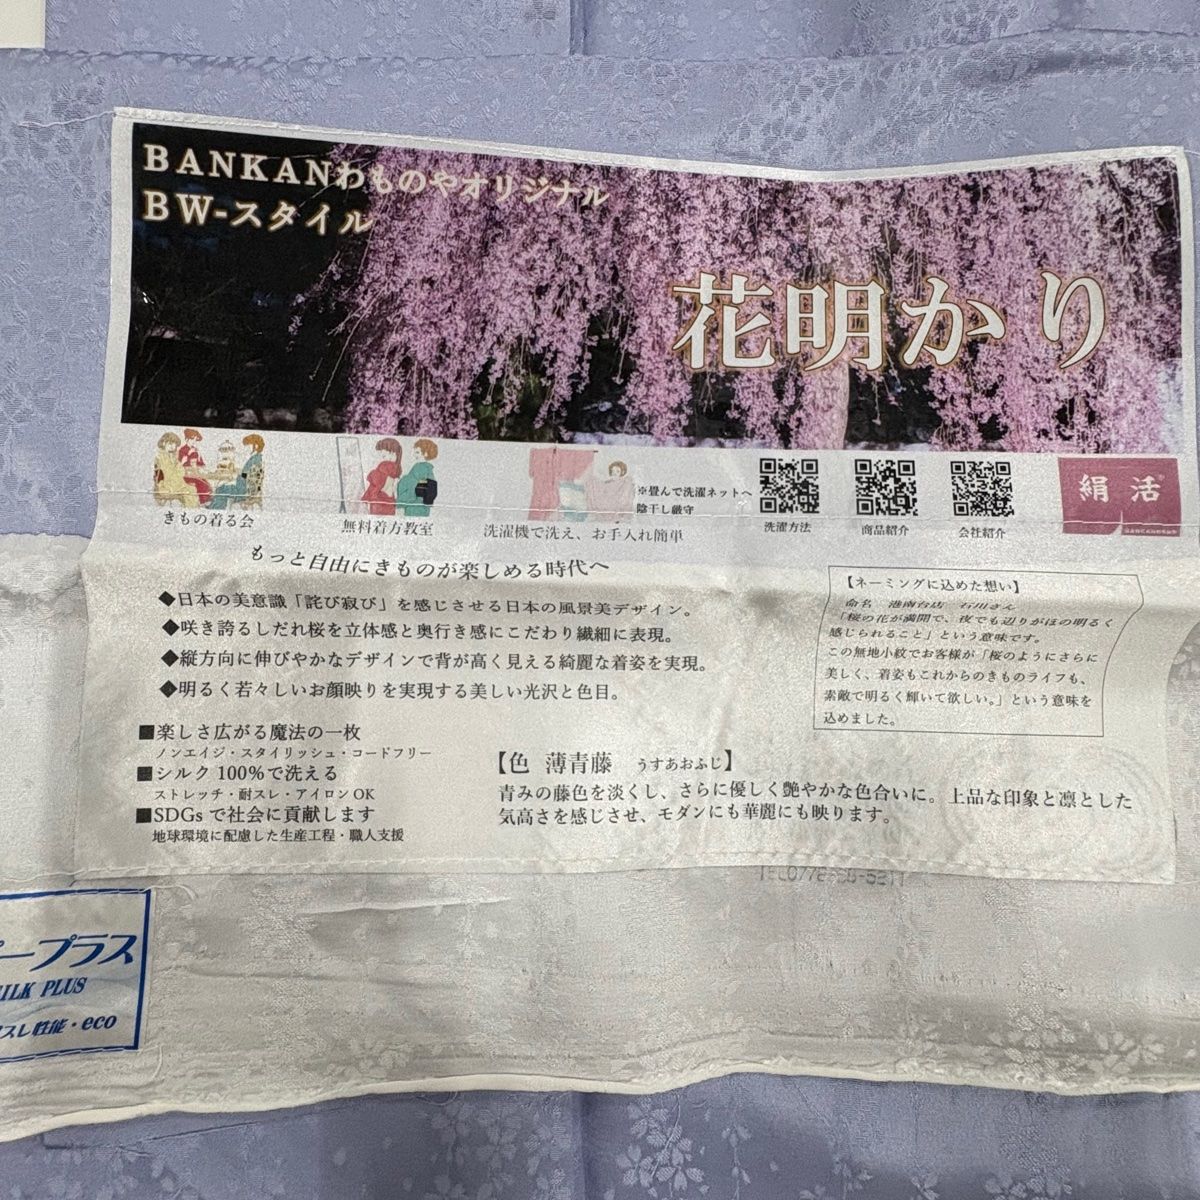 BANKANわものやオリジナル
BW-スタイル
花明かり
きもの着る会
無料着方教室
洗濯機で洗え、お手入れ簡単
※畳んで洗濯ネットへ
陰干し厳守
洗濯方法
商品紹介
会社紹介
絹活
もっと自由にきものが楽しめる時代へ
◆日本の美意識「詫び寂び」を感じさせる日本の風景美デザイン。
◆咲き誇るしだれ桜を立体感と奥行き感にこだわり繊細に表現。
◆縦方向に伸びやかなデザインで背が高く見える綺麗な着姿を実現。
◆明るく若々しいお顔映りを実現する美しい光沢と色目。
【ネーミングに込めた想い】
命名 港南台店 石川さん
「桜の花が満開で、夜でも辺りがほの明るく
感じられること」という意味です。
この無地小紋でお客様が「桜のようにさらに
美しく、着姿もこれからのきものライフも、
素敵で明るく輝いて欲しい。」という意味を
込めました。
■楽しさ広がる魔法の一枚
ノンエイジ・スタイリッシュ・コードフリー
■シルク100%で洗える
ストレッチ・耐スレ・アイロンOK
■SDGsで社会に貢献します
地球環境に配慮した生産工程・職人支援
【色 薄青藤 うすあおふじ】
青みの藤色を淡くし、さらに優しく艶やかな色合いに。上品な印象と凛とした
気高さを感じさせ、モダンにも華麗にも映ります。
ープラス
ILK PLUS
スレ性能・eco